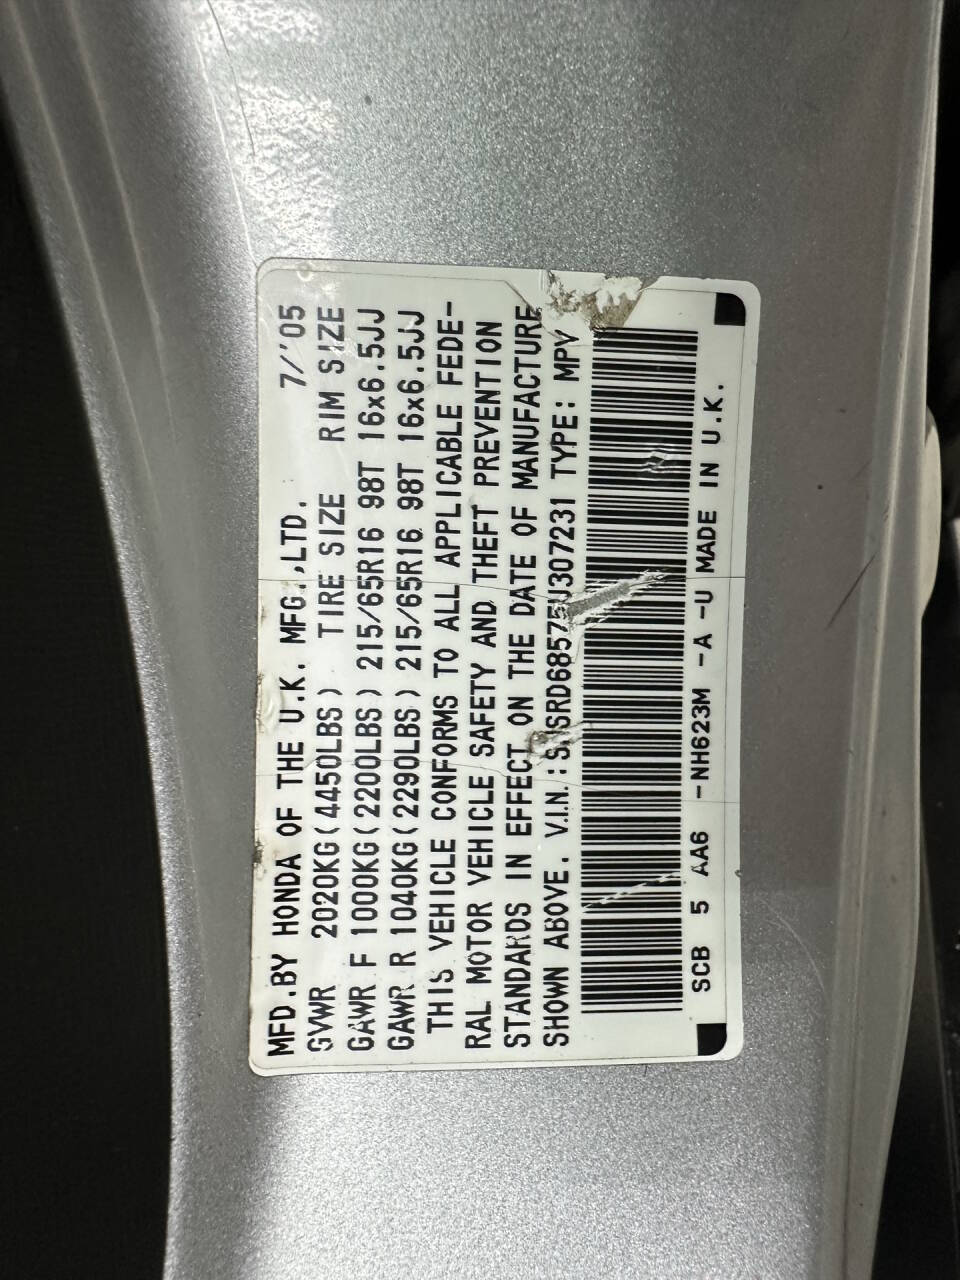 MFD.BY HONDA OF THE U.K. MFG.,LTD. 7/'05
GVWR 2020KG(4450LBS) TIRE SIZE RIM SIZE
GAWR F 1000KG(2200LBS) 215/65R16 98T 16x6.5JJ
GAWR R 1040KG(2290LBS) 215/65R16 98T 16x6.5JJ
THIS VEHICLE CONFORMS TO ALL APPLICABLE FEDE-
RAL MOTOR VEHICLE SAFETY AND THEFT PREVENTION
STANDARDS IN EFFECT ON THE DATE OF MANUFACTURE
SHOWN ABOVE. V.I.N.:SHSRD68575U307231 TYPE: MPV
SCB 5 AA6 -NH623M -A -U MADE IN U.K.